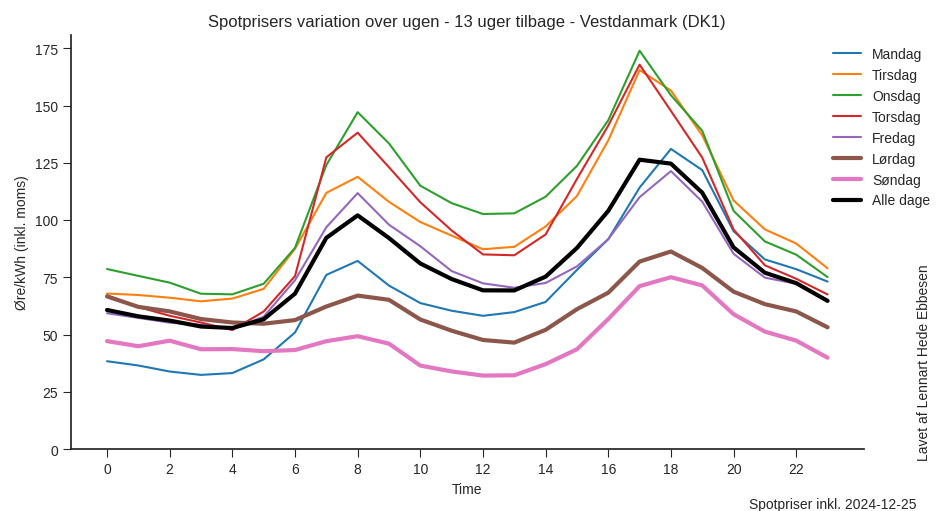 Spotprisers variation over ugen - 13 uger tilbage - Vestdanmark (DK1)
175
150
125
100
75
50
25
0
Øre/kWh (inkl. moms)
0 2 4 6 8 10 12 14 16 18 20 22
Time
Mandag
Tirsdag
Onsdag
Torsdag
Fredag
Lørdag
Søndag
Alle dage
Lavet af Lennart Hede Ebbesen
Spotpriser inkl. 2024-12-25